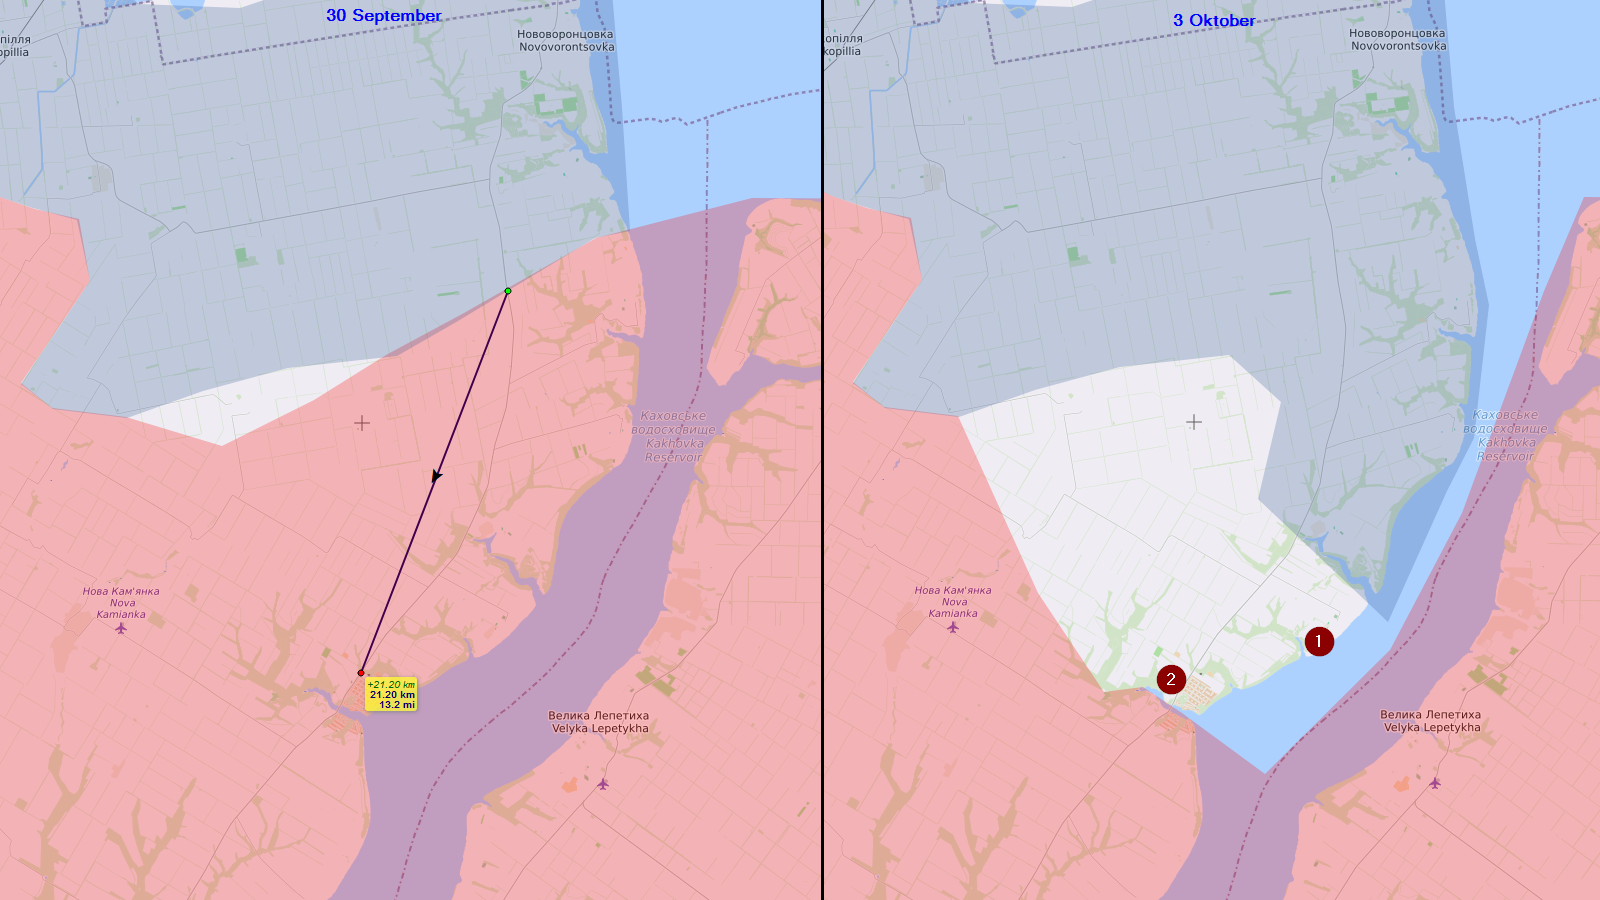 30 September
Нововоронцовка
Novovorontsovka
пілля
opillia
Каховське
водосховище
Kakhovka
Reservoir
Нова Кам'янка
Nova
Kamianka
+21.20 km
21.20 km
13.2 mi
Велика Лепетиха
Velyka Lepetykha
3 Oktober
Нововоронцовка
Novovorontsovka
опілля
kopillia
Каховське
водосховище
Kakhovka
Reservoir
Нова Кам'янка
Nova
Kamianka
1
2
Велика Лепетиха
Velyka Lepetykha